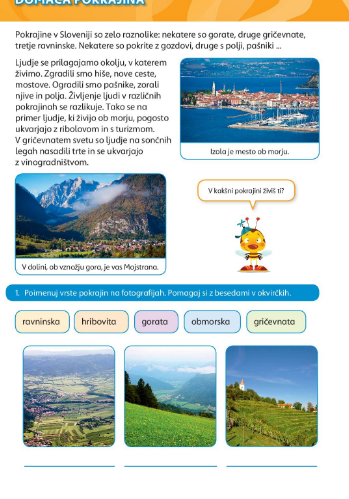 DOMAČA POKRAJINA
Pokrajine v Sloveniji so zelo raznolike: nekatere so gorate, druge gričevnate,
tretje ravninske. Nekatere so pokrite z gozdovi, druge s polji, pašniki ...
Ljudje se prilagajamo okolju, v katerem
živimo. Zgradili smo hiše, nove ceste,
mostove. Ogradili smo pašnike, zorali
njive in polja. Življenje ljudi v različnih
pokrajinah se razlikuje. Tako se na
primer ljudje, ki živijo ob morju, pogosto
ukvarjajo z ribolovom in s turizmom.
V gričevnatem svetu so ljudje na sončnih
legah nasadili trte in se ukvarjajo
z vinogradništvom.
Izola je mesto ob morju.
V kakšni pokrajini živiš ti?
V dolini, ob vznožju gora, je vas Mojstrana.
1. Poimenuj vrste pokrajin na fotografijah. Pomagaj si z besedami v okvirčkih.
ravninska hribovita gorata obmorska gričevnata